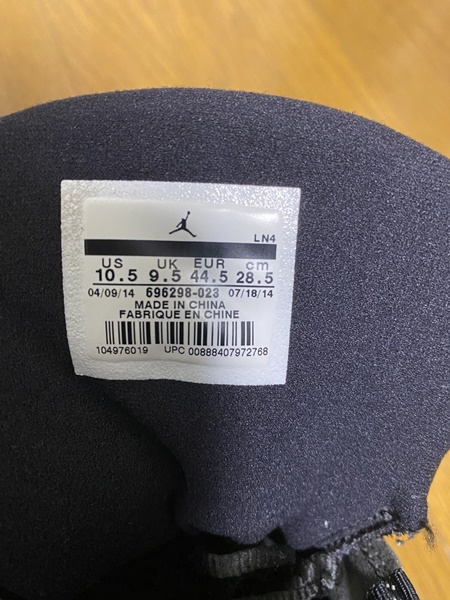 LN4
US UK EUR cm
10.5 9.5 44.5 28.5
04/09/14 696298-023 07/18/14
MADE IN CHINA
FABRIQUE EN CHINE
104976019 UPC 00888407972768